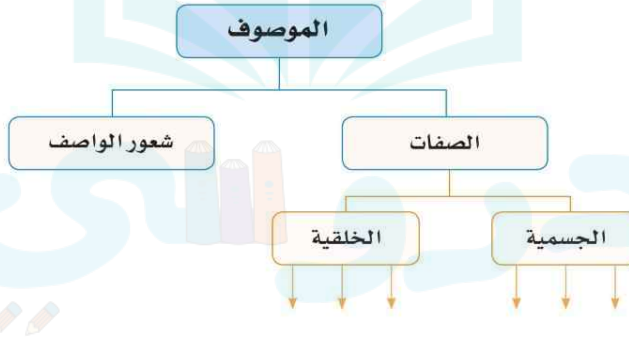 الموصوف
الصفات
شعور الواصف
الجسمية
الخلقية